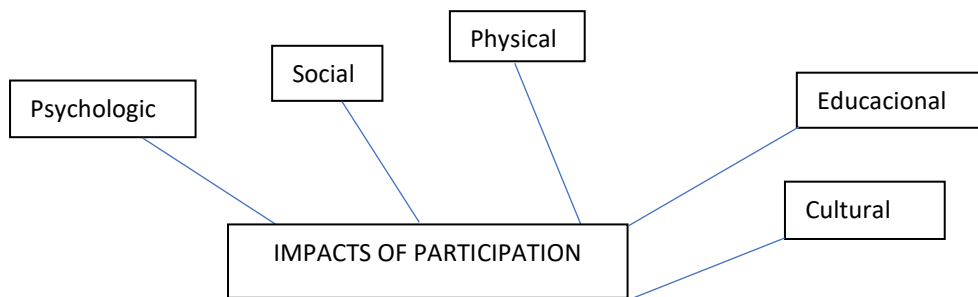 Physical
Social
Educacional
Psychologic
Cultural
IMPACTS OF PARTICIPATION